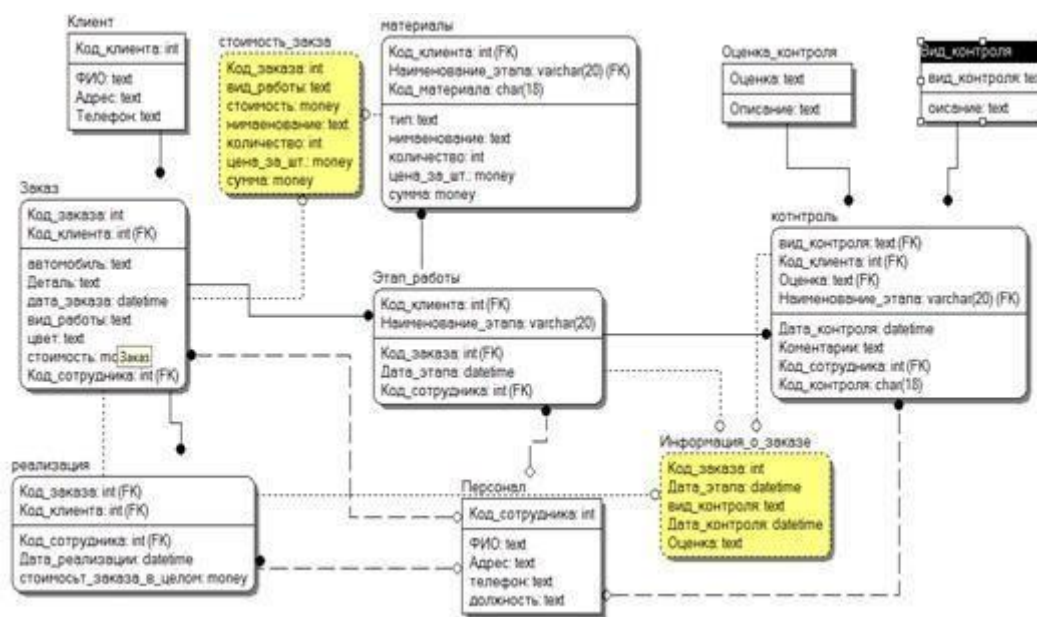 Клиент
Код_клиента: int
ФИО: text
Адрес: text
Телефон: text
стоимость_закза
Код_заказа: int
вид_работы: text
стоимость: money
нимаенование: text
количество: int
цена_за_шт.: money
сумма: money
материалы
Код_клиента: int (FK)
Наименование_этапа: varchar(20) (FK)
Код_материала: char(18)
тип: text
нимаенование: text
количество: int
цена_за_шт.: money
сумма: money
Оценка_контроля
Оценка: text
Описание: text
Вид_контроля
вид_контроля: te
оисание: text
Заказ
Код_заказа: int
Код_клиента: int (FK)
автомобиль: text
Деталь: text
дата_заказа: datetime
вид_работы: text
цвет: text
стоимость: mo
Заказ
Код_сотрудника: int (FK)
Этап_работы
Код_клиента: int (FK)
Наименование_этапа: varchar(20)
Код_заказа: int (FK)
Дата_этапа: datetime
Код_сотрудника: int (FK)
котнтроль
вид_контроля: text (FK)
Код_клиента: int (FK)
Оценка: text (FK)
Наименование_этапа: varchar(20) (FK)
Дата_контроля: datetime
Коментарии: text
Код_сотрудника: int (FK)
Код_контроля: char(18)
реализация
Код_заказа: int (FK)
Код_клиента: int (FK)
Код_сотрудника: int (FK)
Дата_реализации: datetime
стоимосьт_заказа_в_целом: money
Персонал
Код_сотрудника: int
ФИО: text
Адрес: text
телефон: text
должность: text
Информация_о_заказе
Код_заказа: int
Дата_этапа: datetime
вид_контроля: text
Дата_контроля: datetime
Оценка: text